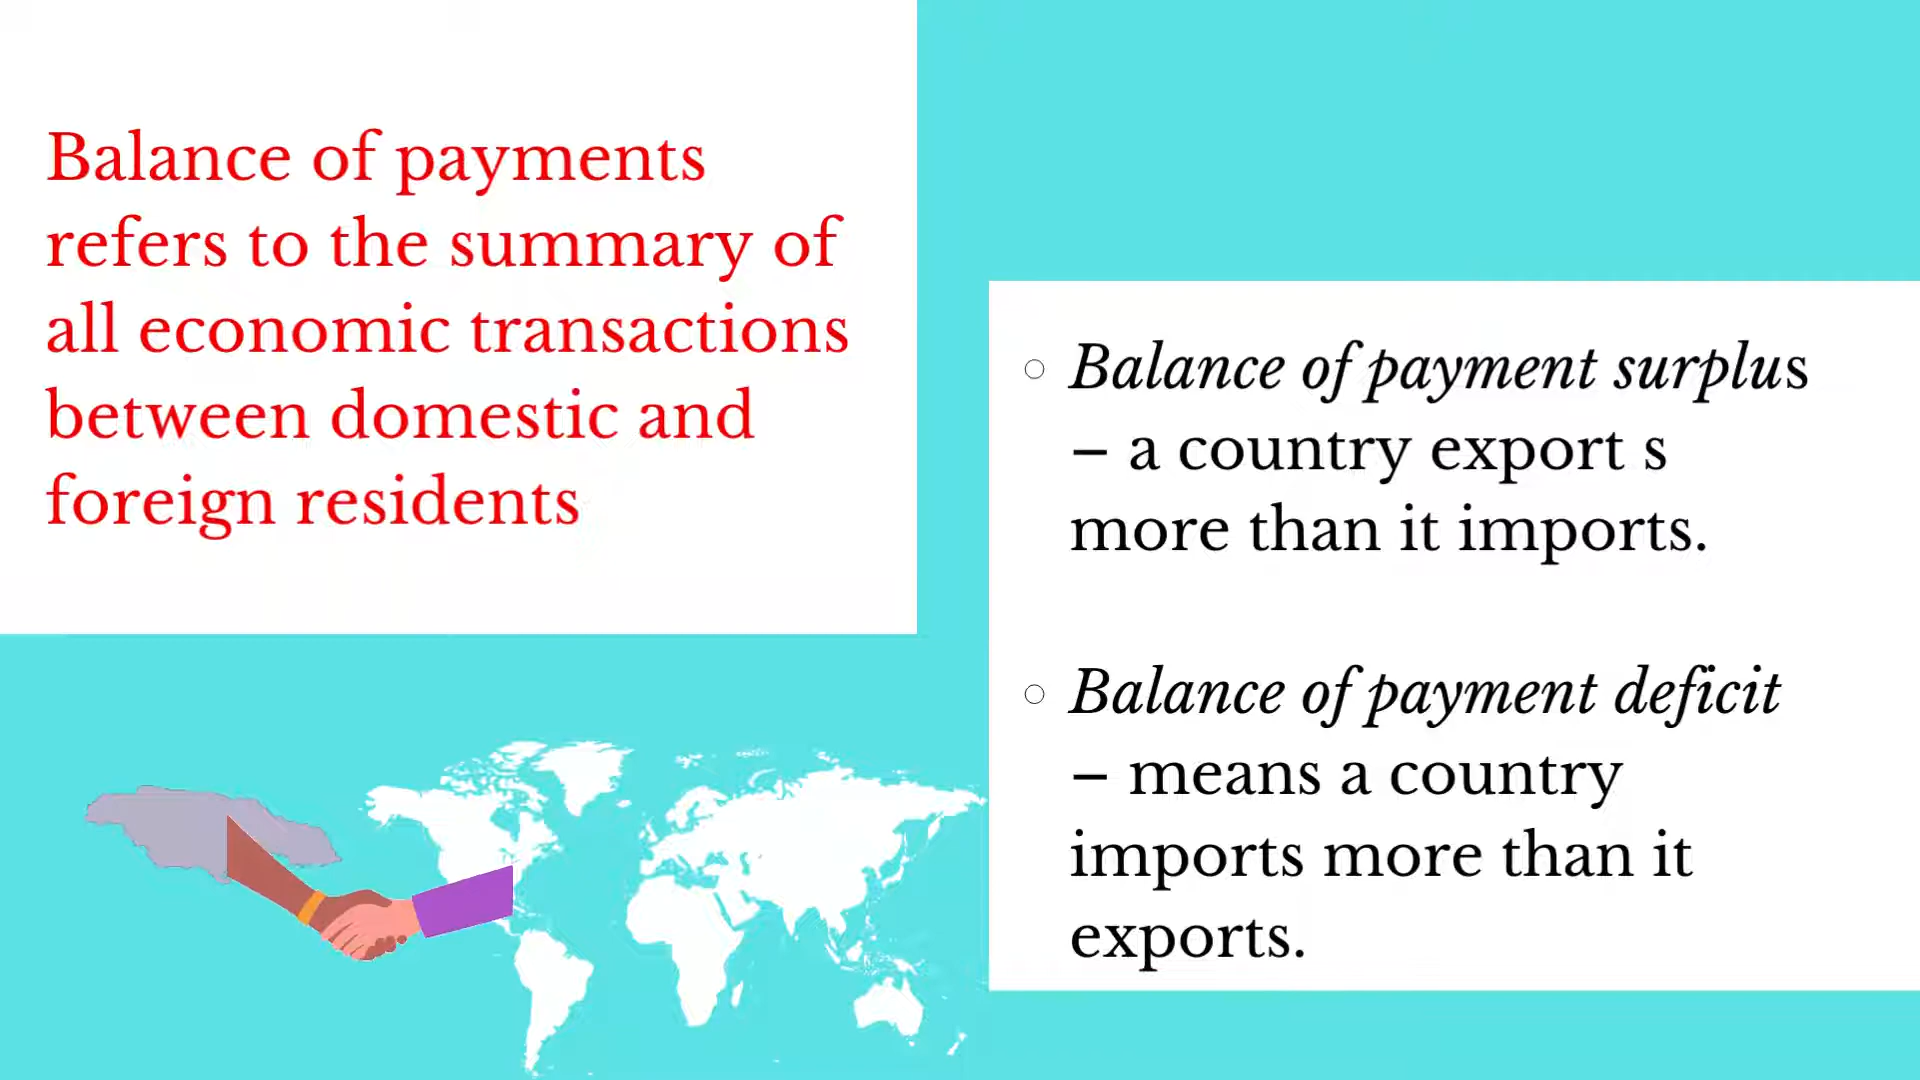 Balance of payments
refers to the summary of
all economic transactions
between domestic and
foreign residents
Balance of payment surplus
– a country export s
more than it imports.
Balance of payment deficit
– means a country
imports more than it
exports.